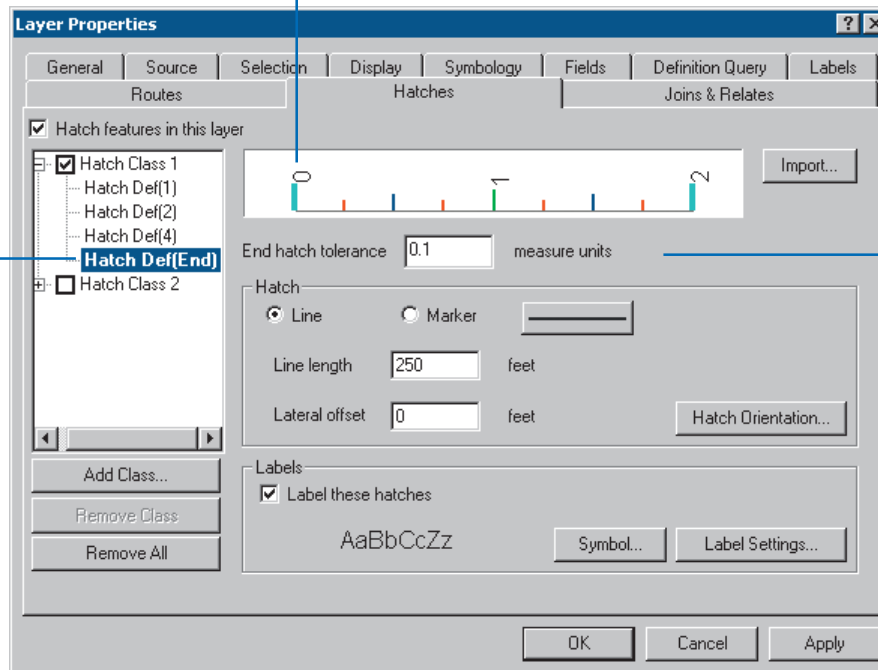 Layer Properties
General Source Selection Display Symbology Fields Definition Query Labels
Routes Hatches Joins & Relates
Hatch features in this layer
Hatch Class 1
Hatch Def(1)
Hatch Def(2)
Hatch Def(4)
Hatch Def(End)
Hatch Class 2
Add Class...
Remove Class
Remove All
0 1 2
Import...
End hatch tolerance 0.1 measure units
Hatch
Line Marker
Line length 250 feet
Lateral offset 0 feet
Hatch Orientation...
Labels
Label these hatches
AaBbCcZz Symbol... Label Settings...
OK Cancel Apply